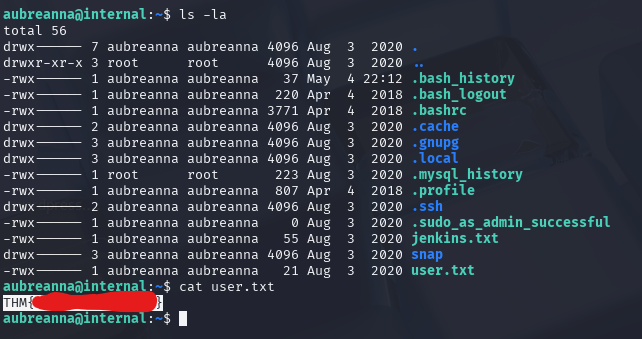 aubreanna@internal:~$ ls -la
total 56
drwx------ 7 aubreanna aubreanna 4096 Aug  3  2020 .
drwxr-xr-x 3 root      root      4096 Aug  3  2020 ..
-rwx------ 1 aubreanna aubreanna   37 May  4 22:12 .bash_history
-rwx------ 1 aubreanna aubreanna  220 Apr  4  2018 .bash_logout
-rwx------ 1 aubreanna aubreanna 3771 Apr  4  2018 .bashrc
drwx------ 2 aubreanna aubreanna 4096 Aug  3  2020 .cache
drwx------ 3 aubreanna aubreanna 4096 Aug  3  2020 .gnupg
drwx------ 3 aubreanna aubreanna 4096 Aug  3  2020 .local
-rwx------ 1 root      root       223 Aug  3  2020 .mysql_history
-rwx------ 1 aubreanna aubreanna  807 Apr  4  2018 .profile
drwx------ 2 aubreanna aubreanna 4096 Aug  3  2020 .ssh
-rwx------ 1 aubreanna aubreanna    0 Aug  3  2020 .sudo_as_admin_successful
-rwx------ 1 aubreanna aubreanna   55 Aug  3  2020 jenkins.txt
drwx------ 3 aubreanna aubreanna 4096 Aug  3  2020 snap
-rwx------ 1 aubreanna aubreanna   21 Aug  3  2020 user.txt
aubreanna@internal:~$ cat user.txt
THM{ }
aubreanna@internal:~$